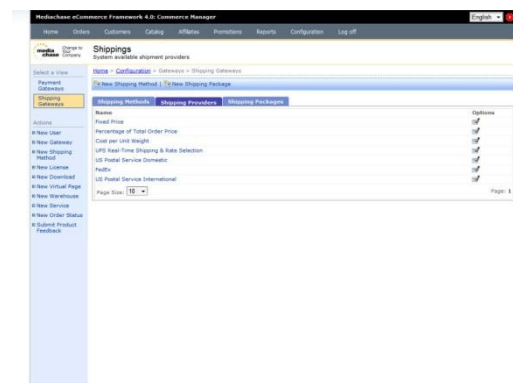 Mediachase eCommerce Framework 4.0: Commerce Manager
English
Home Orders Customers Catalog Affiliates Promotions Reports Configuration Log off
media chase
Change to Your Company
Shippings
System available shipment providers
Select a View
Payment Gateways
Shipping Gateways
Home > Configuration > Gateways > Shipping Gateways
New Shipping Method | New Shipping Package
Shipping Methods Shipping Providers Shipping Packages
Name Options
Fixed Price
Percentage of Total Order Price
Cost per Unit Weight
UPS Real-Time Shipping & Rate Selection
US Postal Service Domestic
FedEx
US Postal Service International
Page Size: 10 Page: 1
Actions
New User
New Gateway
New Shipping Method
New License
New Download
New Virtual Page
New Warehouse
New Service
New Order Status
Submit Product Feedback